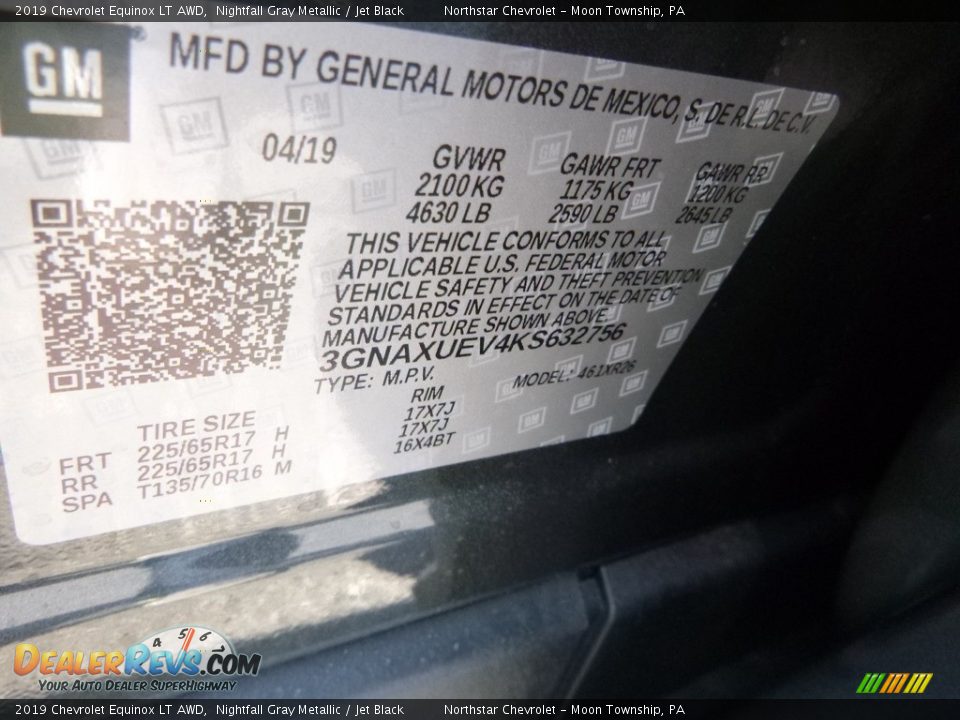 2019 Chevrolet Equinox LT AWD, Nightfall Gray Metallic / Jet Black Northstar Chevrolet - Moon Township, PA
GM
MFD BY GENERAL MOTORS DE MEXICO, S. DE R.L. DE C.V.
04/19
GVWR GAWR FRT GAWR RR
2100 KG 1175 KG 1200 KG
4630 LB 2590 LB 2645 LB
THIS VEHICLE CONFORMS TO ALL
APPLICABLE U.S. FEDERAL MOTOR
VEHICLE SAFETY AND THEFT PREVENTION
STANDARDS IN EFFECT ON THE DATE OF
MANUFACTURE SHOWN ABOVE.
3GNAXUEV4KS632756
TYPE: M.P.V. MODEL: 461XR26
TIRE SIZE RIM
FRT 225/65R17 H 17X7J
RR 225/65R17 H 17X7J
SPA T135/70R16 M 16X4BT
4 5 6
DealerRevs.com
Your Auto Dealer SuperHighway
2019 Chevrolet Equinox LT AWD, Nightfall Gray Metallic / Jet Black Northstar Chevrolet - Moon Township, PA